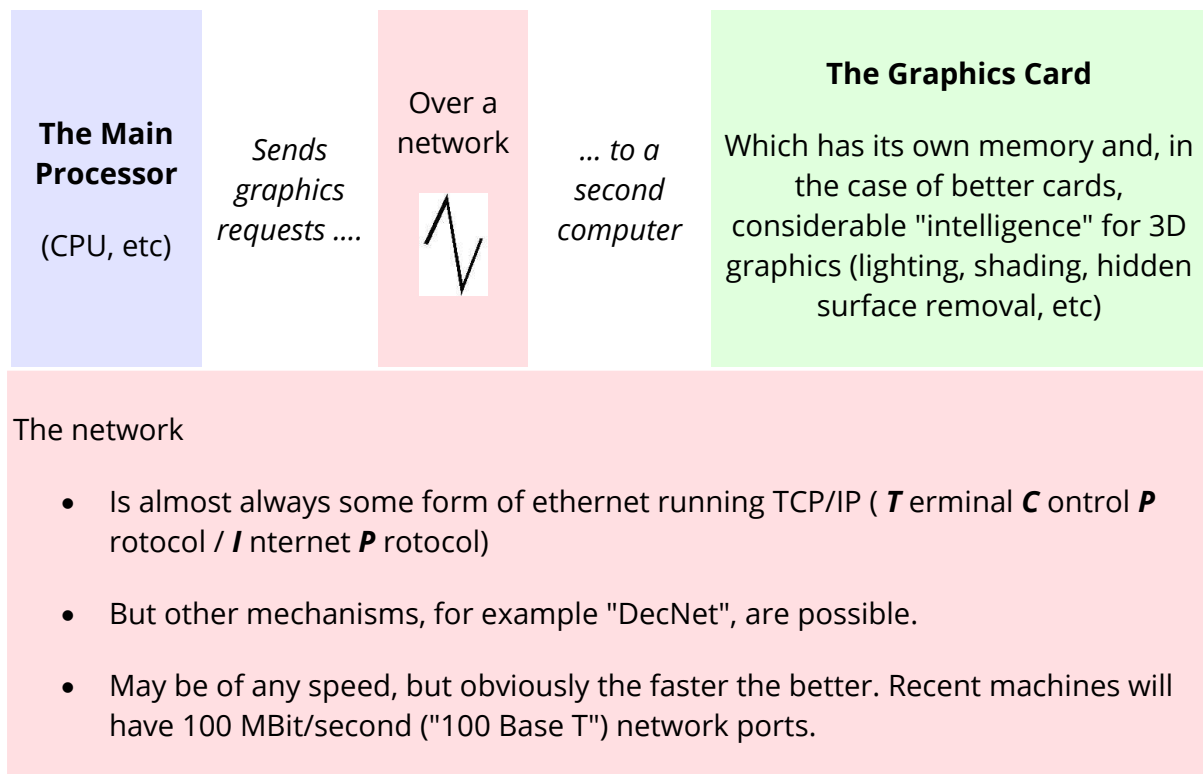 The Main
Processor
(CPU, etc)
Sends
graphics
requests ....
Over a
network
... to a
second
computer
The Graphics Card
Which has its own memory and, in
the case of better cards,
considerable "intelligence" for 3D
graphics (lighting, shading, hidden
surface removal, etc)
The network
• Is almost always some form of ethernet running TCP/IP ( T erminal C ontrol P
rotocol / I nternet P rotocol)
• But other mechanisms, for example "DecNet", are possible.
• May be of any speed, but obviously the faster the better. Recent machines will
have 100 MBit/second ("100 Base T") network ports.